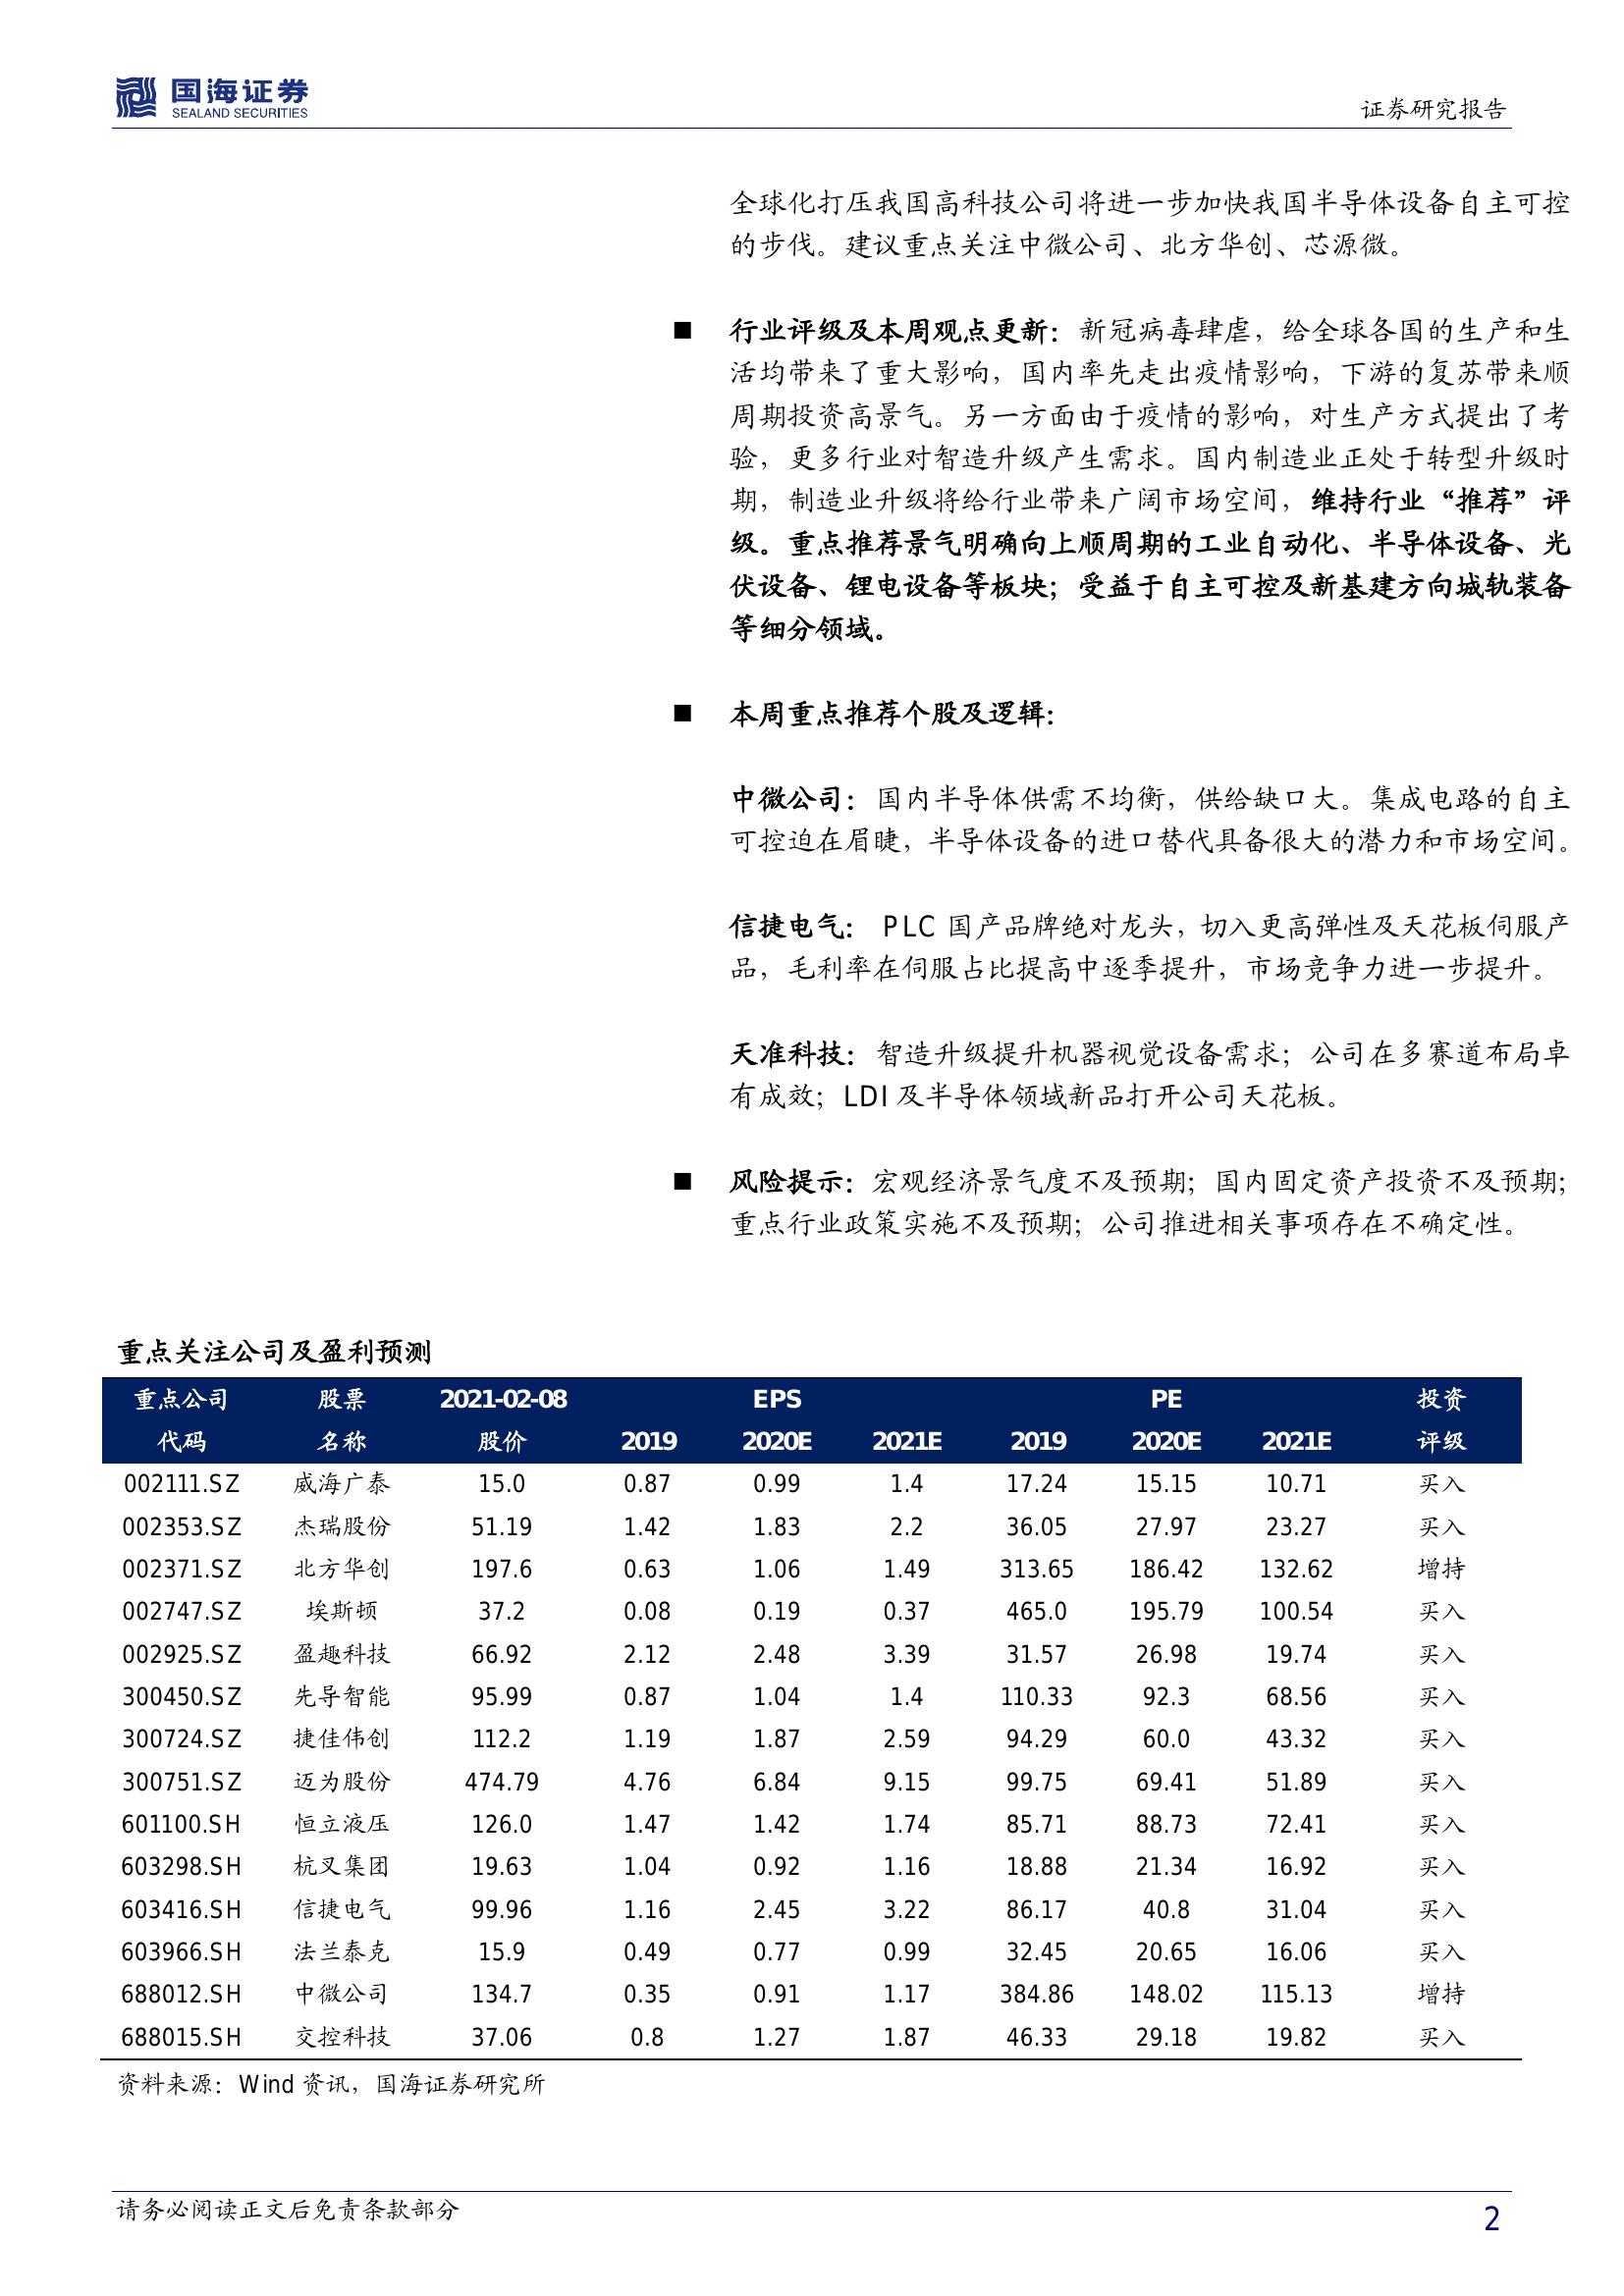 国海证券
SEALAND SECURITIES
证券研究报告
全球化打压我国高科技公司将进一步加快我国半导体设备自主可控
的步伐。建议重点关注中微公司、北方华创、芯源微。
■ 行业评级及本周观点更新：新冠病毒肆虐，给全球各国的生产和生
活均带来了重大影响，国内率先走出疫情影响，下游的复苏带来顺
周期投资高景气。另一方面由于疫情的影响，对生产方式提出了考
验，更多行业对智造升级产生需求。国内制造业正处于转型升级时
期，制造业升级将给行业带来广阔市场空间，维持行业“推荐”评
级。重点推荐景气明确向上顺周期的工业自动化、半导体设备、光
伏设备、锂电设备等板块；受益于自主可控及新基建方向城轨装备
等细分领域。
■ 本周重点推荐个股及逻辑：
中微公司：国内半导体供需不均衡，供给缺口大。集成电路的自主
可控迫在眉睫，半导体设备的进口替代具备很大的潜力和市场空间。
信捷电气： PLC 国产品牌绝对龙头，切入更高弹性及天花板伺服产
品，毛利率在伺服占比提高中逐季提升，市场竞争力进一步提升。
天准科技：智造升级提升机器视觉设备需求；公司在多赛道布局卓
有成效；LDI 及半导体领域新品打开公司天花板。
■ 风险提示：宏观经济景气度不及预期；国内固定资产投资不及预期；
重点行业政策实施不及预期；公司推进相关事项存在不确定性。
重点关注公司及盈利预测
重点公司 股票 2021-02-08 EPS PE 投资
代码 名称 股价 2019 2020E 2021E 2019 2020E 2021E 评级
002111.SZ 威海广泰 15.0 0.87 0.99 1.4 17.24 15.15 10.71 买入
002353.SZ 杰瑞股份 51.19 1.42 1.83 2.2 36.05 27.97 23.27 买入
002371.SZ 北方华创 197.6 0.63 1.06 1.49 313.65 186.42 132.62 增持
002747.SZ 埃斯顿 37.2 0.08 0.19 0.37 465.0 195.79 100.54 买入
002925.SZ 盈趣科技 66.92 2.12 2.48 3.39 31.57 26.98 19.74 买入
300450.SZ 先导智能 95.99 0.87 1.04 1.4 110.33 92.3 68.56 买入
300724.SZ 捷佳伟创 112.2 1.19 1.87 2.59 94.29 60.0 43.32 买入
300751.SZ 迈为股份 474.79 4.76 6.84 9.15 99.75 69.41 51.89 买入
601100.SH 恒立液压 126.0 1.47 1.42 1.74 85.71 88.73 72.41 买入
603298.SH 杭叉集团 19.63 1.04 0.92 1.16 18.88 21.34 16.92 买入
603416.SH 信捷电气 99.96 1.16 2.45 3.22 86.17 40.8 31.04 买入
603966.SH 法兰泰克 15.9 0.49 0.77 0.99 32.45 20.65 16.06 买入
688012.SH 中微公司 134.7 0.35 0.91 1.17 384.86 148.02 115.13 增持
688015.SH 交控科技 37.06 0.8 1.27 1.87 46.33 29.18 19.82 买入
资料来源：Wind 资讯，国海证券研究所
请务必阅读正文后免责条款部分
2